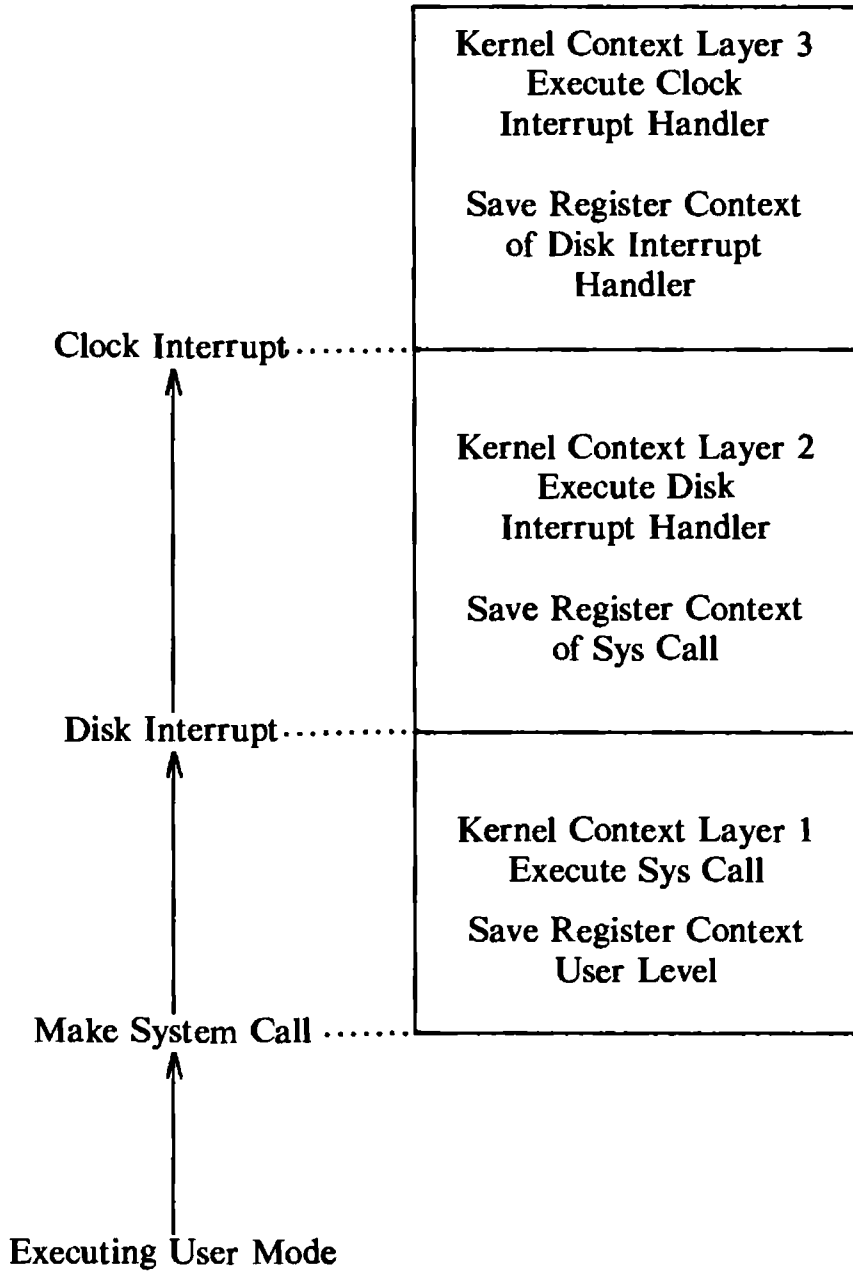 Kernel Context Layer 3
Execute Clock
Interrupt Handler
Save Register Context
of Disk Interrupt
Handler
Clock Interrupt
Kernel Context Layer 2
Execute Disk
Interrupt Handler
Save Register Context
of Sys Call
Disk Interrupt
Kernel Context Layer 1
Execute Sys Call
Save Register Context
User Level
Make System Call
Executing User Mode